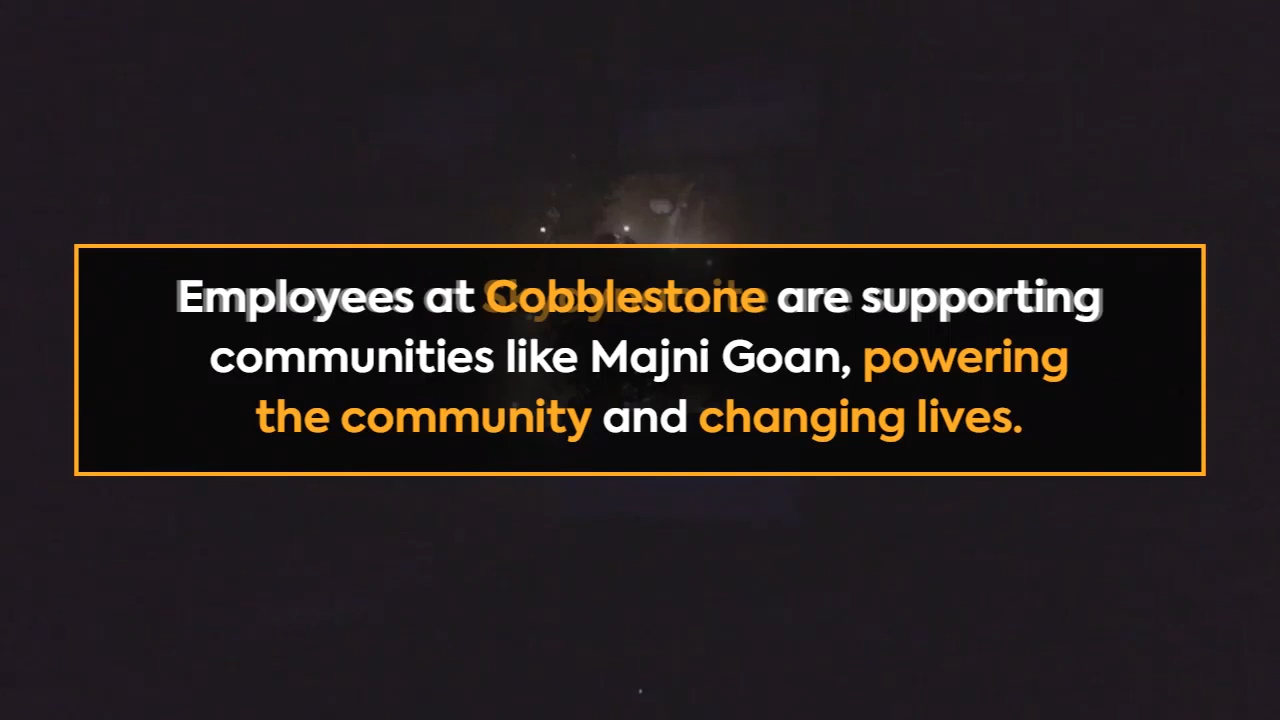 Employees at Cobblestone are supporting
communities like Majni Goan, powering
the community and changing lives.